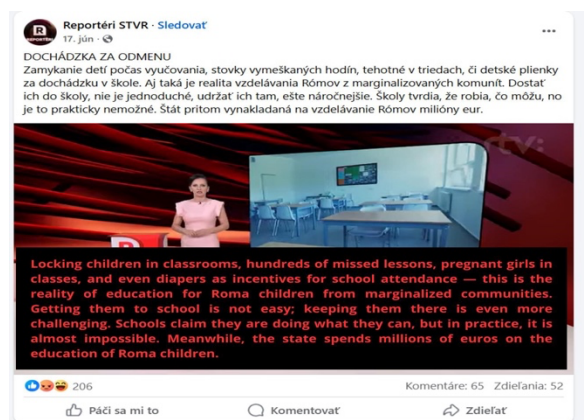 Reportéri STVR · Sledovať
17. jún ·
DOCHÁDZKA ZA ODMENU
Zamykanie detí počas vyučovania, stovky vymeškaných hodín, tehotné v triedach, či detské plienky
za dochádzku v škole. Aj taká je realita vzdelávania Rómov z marginalizovaných komunít. Dostať
ich do školy, nie je jednoduché, udržať ich tam, ešte náročnejšie. Školy tvrdia, že robia, čo môžu, no
je to prakticky nemožné. Štát pritom vynakladaná na vzdelávanie Rómov milióny eur.
tv:
Locking children in classrooms, hundreds of missed lessons, pregnant girls in
classes, and even diapers as incentives for school attendance — this is the
reality of education for Roma children from marginalized communities.
Getting them to school is not easy; keeping them there is even more
challenging. Schools claim they are doing what they can, but in practice, it is
almost impossible. Meanwhile, the state spends millions of euros on the
education of Roma children.
206
Komentáre: 65 Zdieľania: 52
Páči sa mi to
Komentovať
Zdieľať